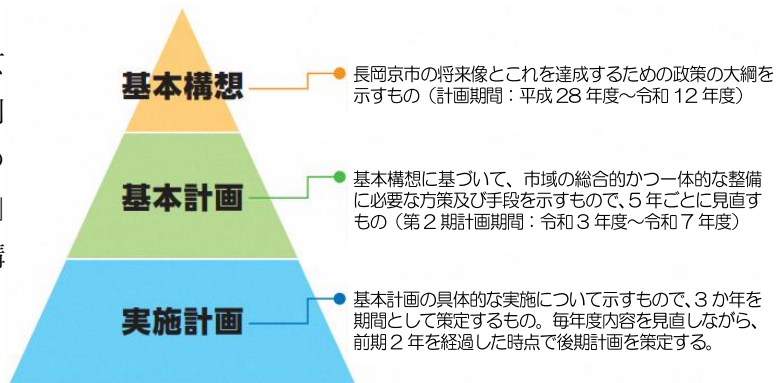 基本構想
長岡京市の将来像とこれを達成するための政策の大綱を
示すもの（計画期間：平成 28 年度～令和 12 年度）
基本計画
基本構想に基づいて、市域の総合的かつ一体的な整備
に必要な方策及び手段を示すもので、５年ごとに見直す
もの（第２期計画期間：令和３年度～令和７年度）
実施計画
基本計画の具体的な実施について示すもので、３か年を
期間として策定するもの。毎年度内容を見直しながら、
前期２年を経過した時点で後期計画を策定する。